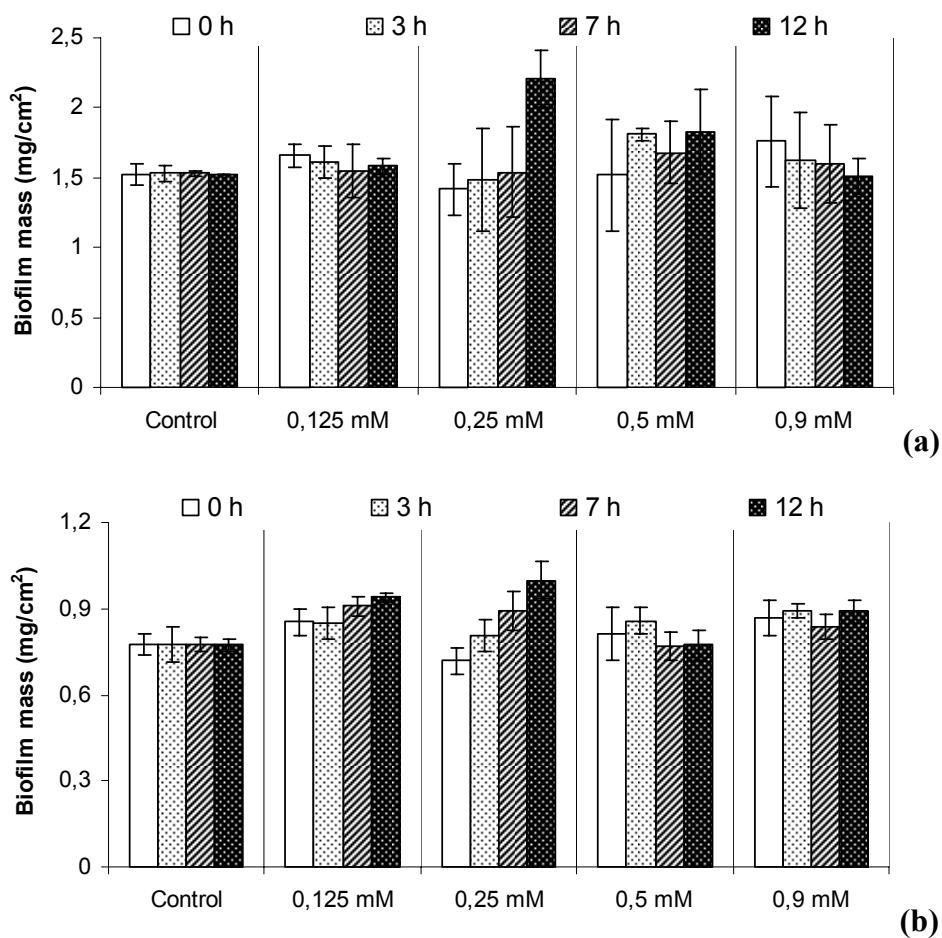 0 h 3 h 7 h 12 h
2,5
2
1,5
1
0,5
0
Biofilm mass (mg/cm²)
Control 0,125 mM 0,25 mM 0,5 mM 0,9 mM
(a)
0 h 3 h 7 h 12 h
1,2
0,9
0,6
0,3
0
Biofilm mass (mg/cm²)
Control 0,125 mM 0,25 mM 0,5 mM 0,9 mM
(b)